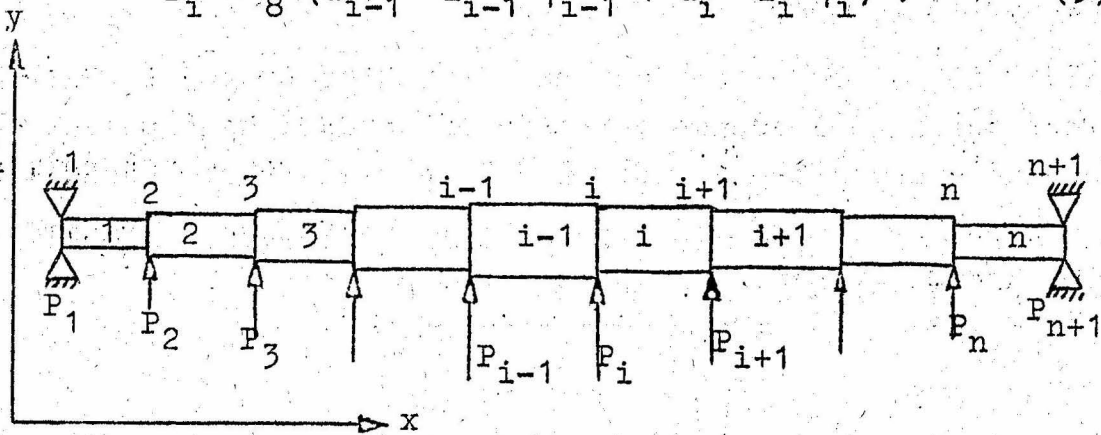 y
1 2 3 i-1 i i+1 n n+1
1 2 3 i-1 i i+1 n
P₁ P₂ P₃ Pᵢ₋₁ Pᵢ Pᵢ₊₁ Pₙ Pₙ₊₁
x